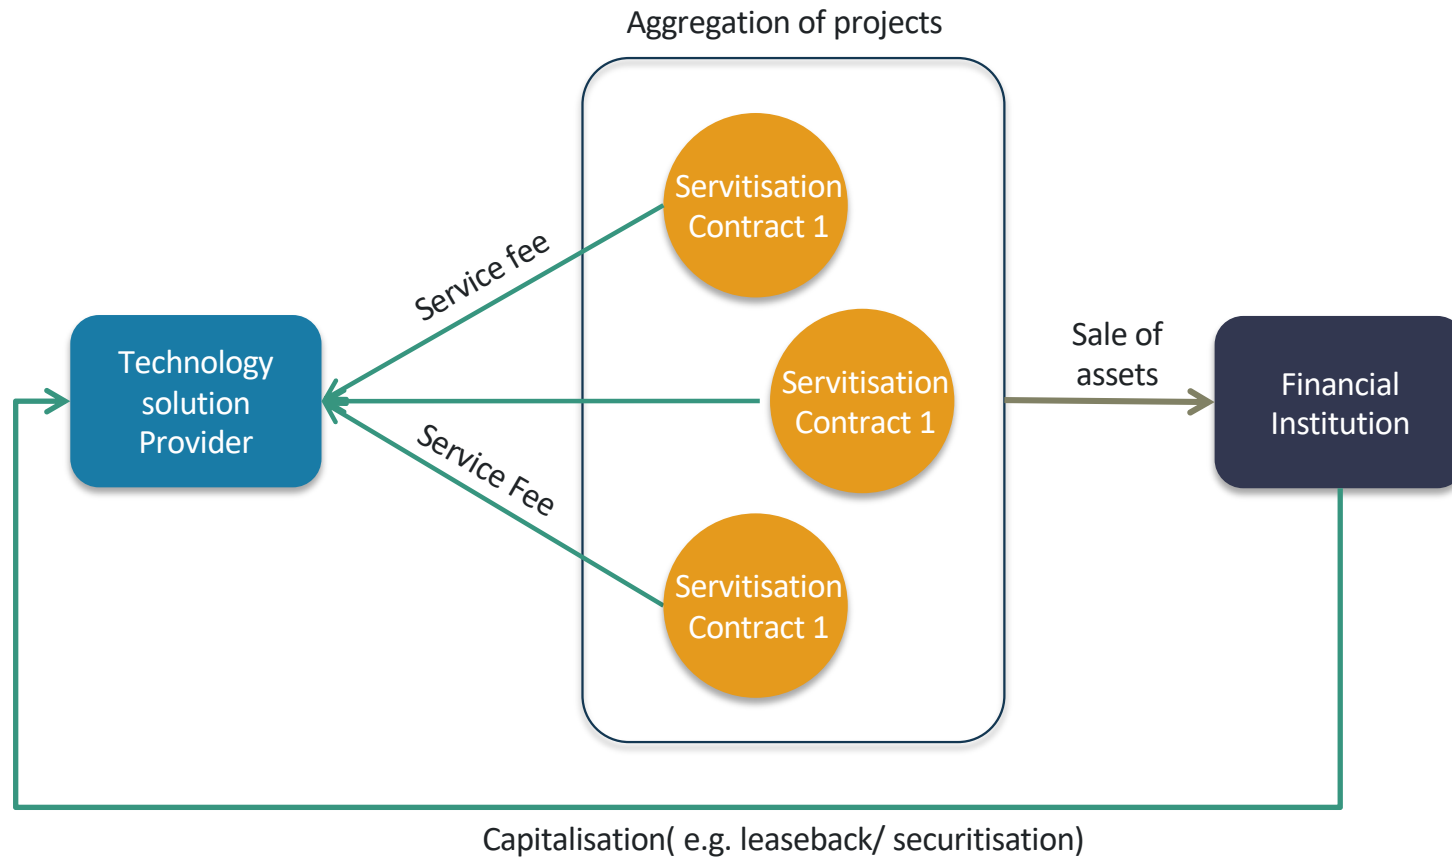 Aggregation of projects
Servitisation
Contract 1
Service fee
Technology
solution
Provider
Servitisation
Contract 1
Sale of
assets
Financial
Institution
Service Fee
Servitisation
Contract 1
Capitalisation( e.g. leaseback/ securitisation)